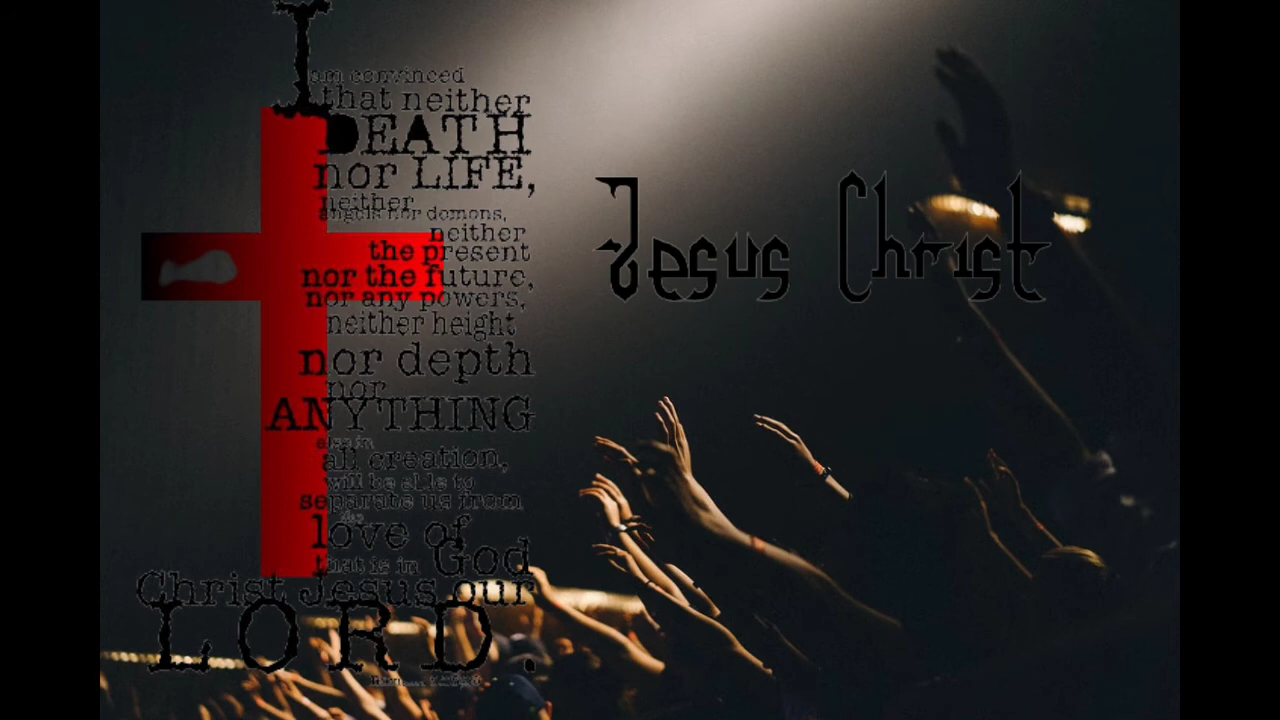 I
am convinced
that neither
DEATH
nor LIFE,
neither
angels nor demons,
neither
the present
nor the future,
nor any powers,
neither height
nor depth
nor
ANYTHING
else in
all creation,
will be able to
separate us from
the
love of
God
that is in
Christ Jesus our
LORD.
Jesus Christ